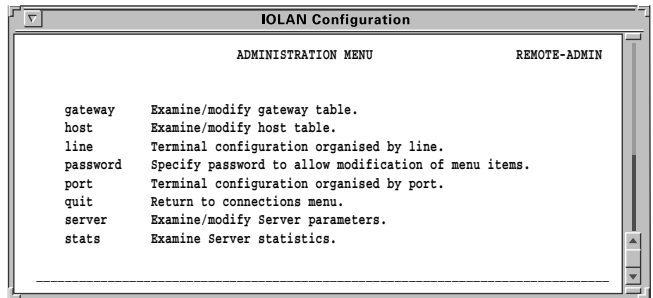 IOLAN Configuration
ADMINISTRATION MENU REMOTE-ADMIN
gateway Examine/modify gateway table.
host Examine/modify host table.
line Terminal configuration organised by line.
password Specify password to allow modification of menu items.
port Terminal configuration organised by port.
quit Return to connections menu.
server Examine/modify Server parameters.
stats Examine Server statistics.